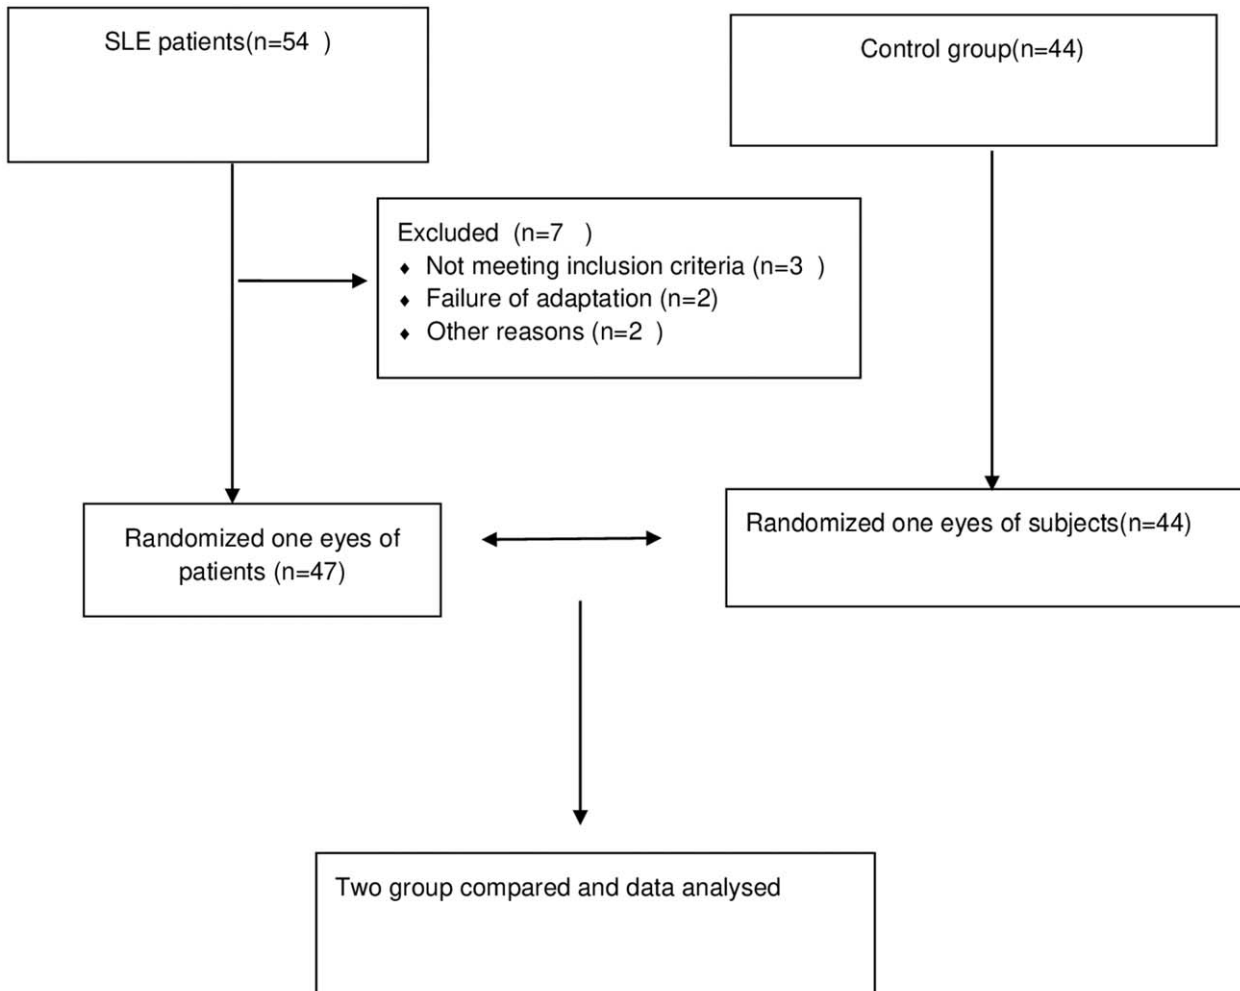 SLE patients(n=54  )
Control group(n=44)
Excluded  (n=7   )
♦ Not meeting inclusion criteria (n=3  )
♦ Failure of adaptation (n=2)
♦ Other reasons (n=2  )
Randomized one eyes of
patients (n=47)
Randomized one eyes of subjects(n=44)
Two group compared and data analysed